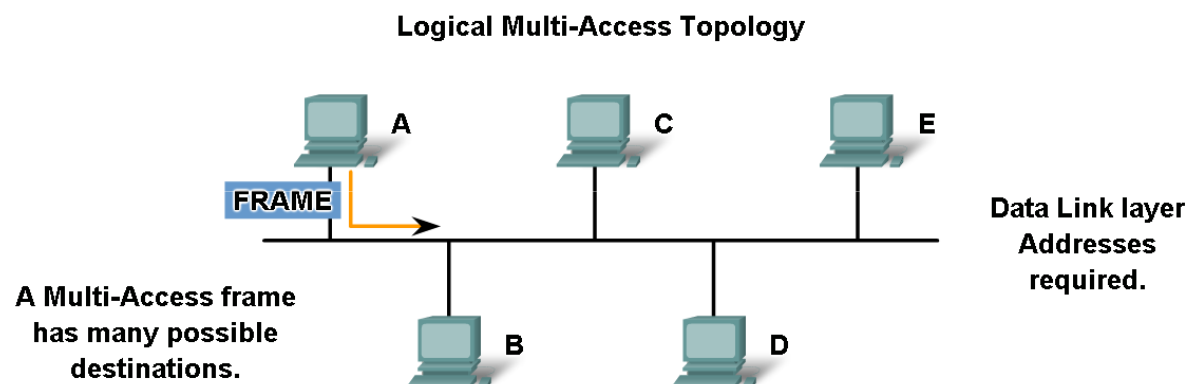 Logical Multi-Access Topology
A
C
E
FRAME
Data Link layer
Addresses
required.
A Multi-Access frame
has many possible
destinations.
B
D